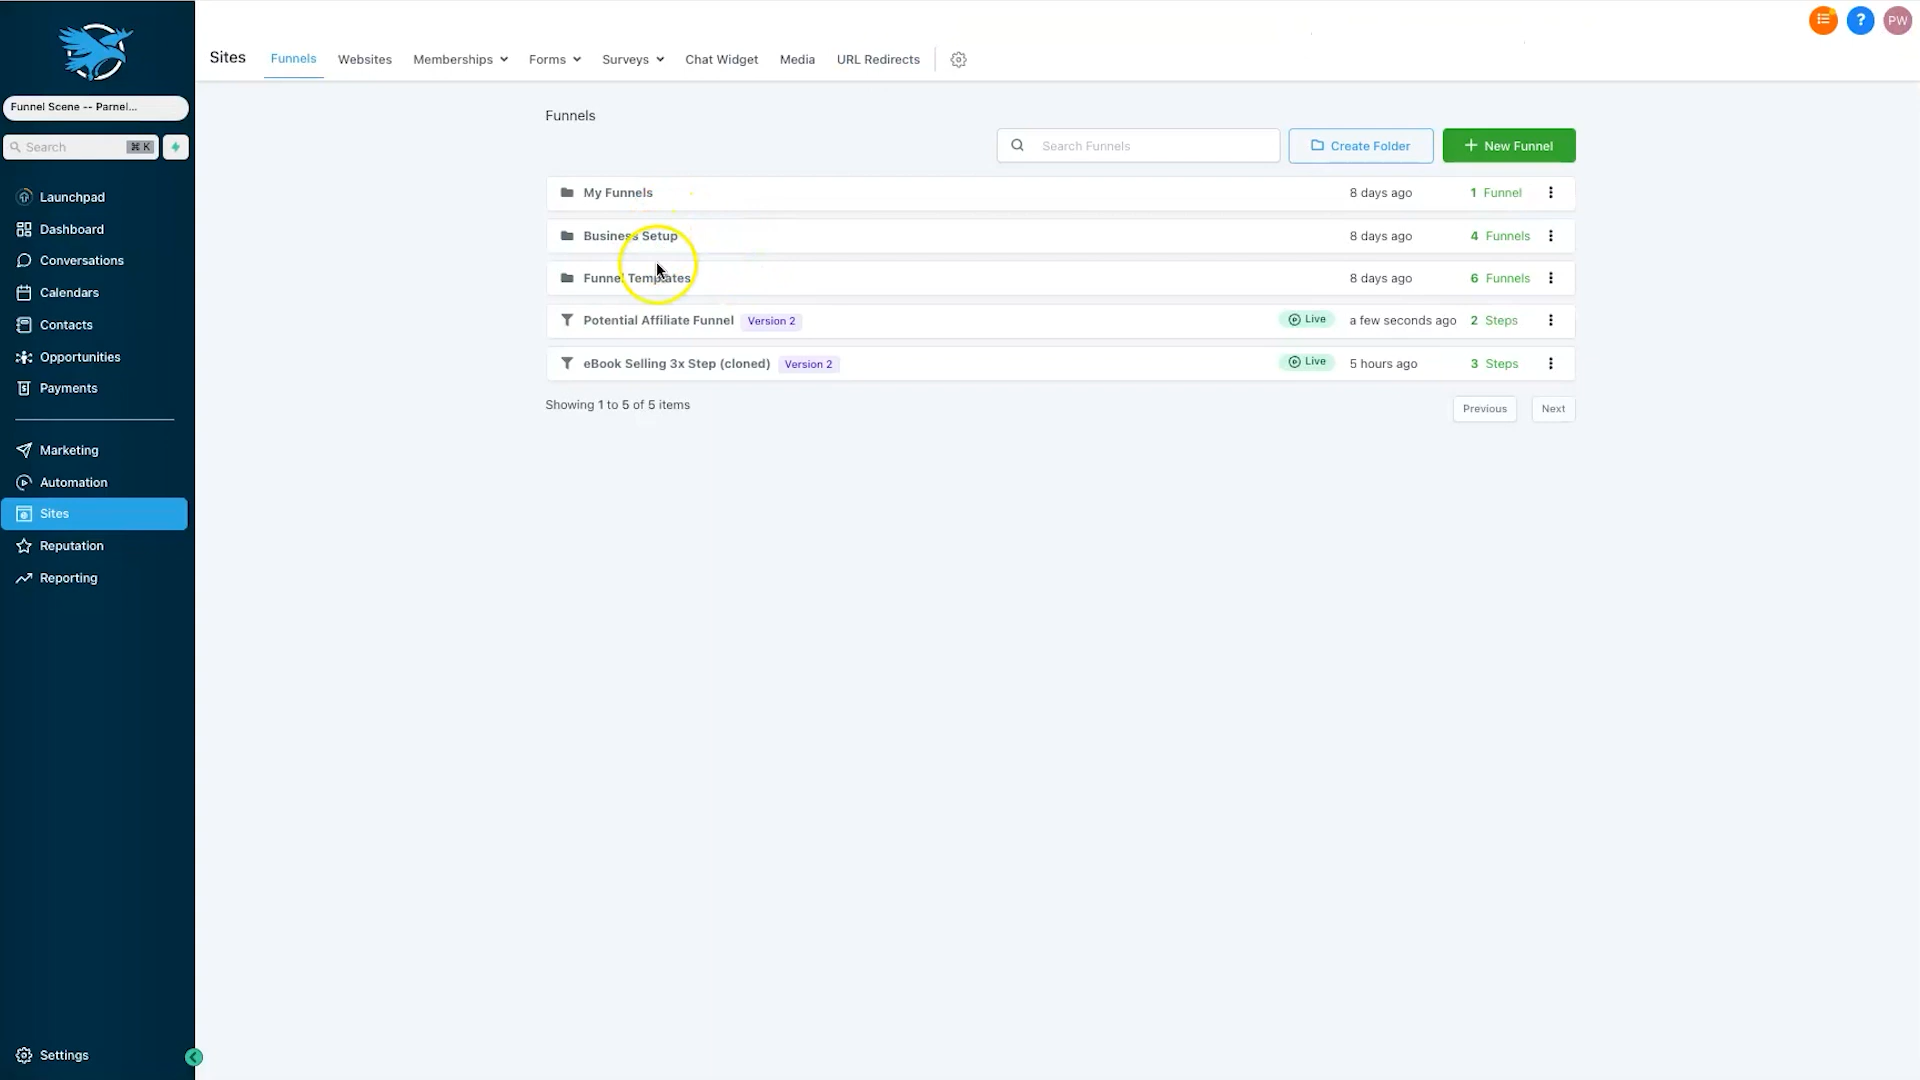 PW
Sites
Funnels
Websites
Memberships
Forms
Surveys
Chat Widget
Media
URL Redirects
Funnel Scene -- Parnel...
Search
⌘ K
Launchpad
Dashboard
Conversations
Calendars
Contacts
Opportunities
Payments
Marketing
Automation
Sites
Reputation
Reporting
Settings
Funnels
Search Funnels
Create Folder
+ New Funnel
My Funnels 8 days ago 1 Funnel
Business Setup 8 days ago 4 Funnels
Funnel Templates 8 days ago 6 Funnels
Potential Affiliate Funnel Version 2 Live a few seconds ago 2 Steps
eBook Selling 3x Step (cloned) Version 2 Live 5 hours ago 3 Steps
Showing 1 to 5 of 5 items
Previous
Next